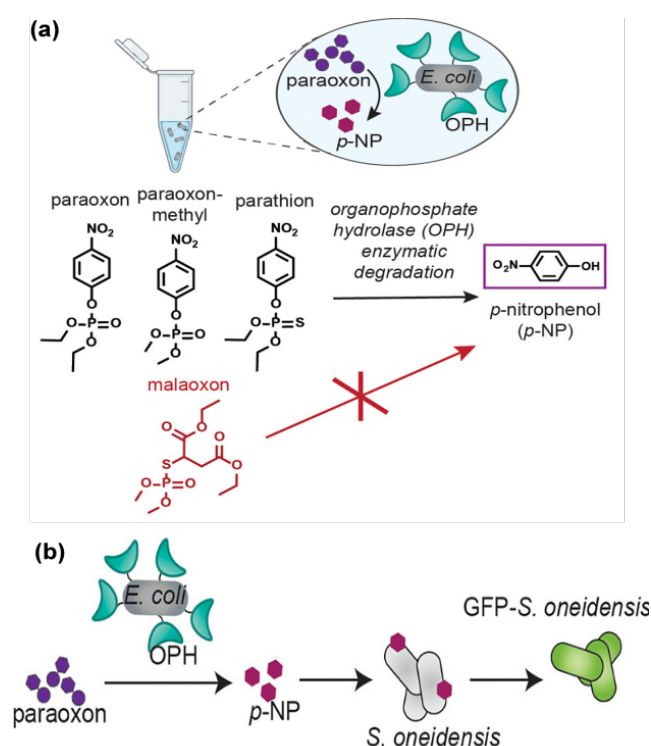 (a)
paraoxon
E. coli
p-NP
OPH
paraoxon paraoxon-methyl parathion
organophosphate
hydrolase (OPH)
enzymatic
degradation
NO₂ NO₂ NO₂
O₂N OH
O O O
O P O O P O O P S
O O O
p-nitrophenol
(p-NP)
malaoxon
O
O O
S O
O P O O
O
(b)
E. coli
OPH
GFP-S. oneidensis
paraoxon
p-NP
S. oneidensis